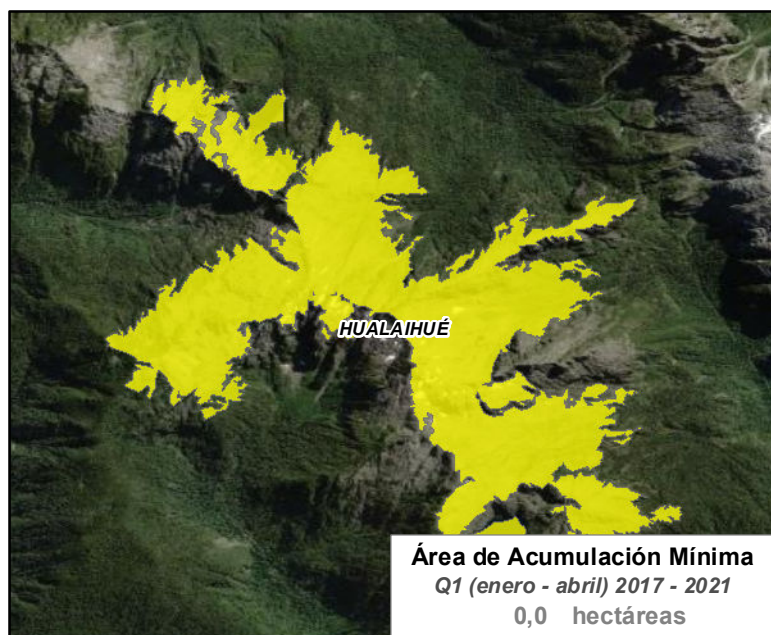 HUALAIHUÉ
Área de Acumulación Mínima
Q1 (enero - abril) 2017 - 2021
0,0 hectáreas